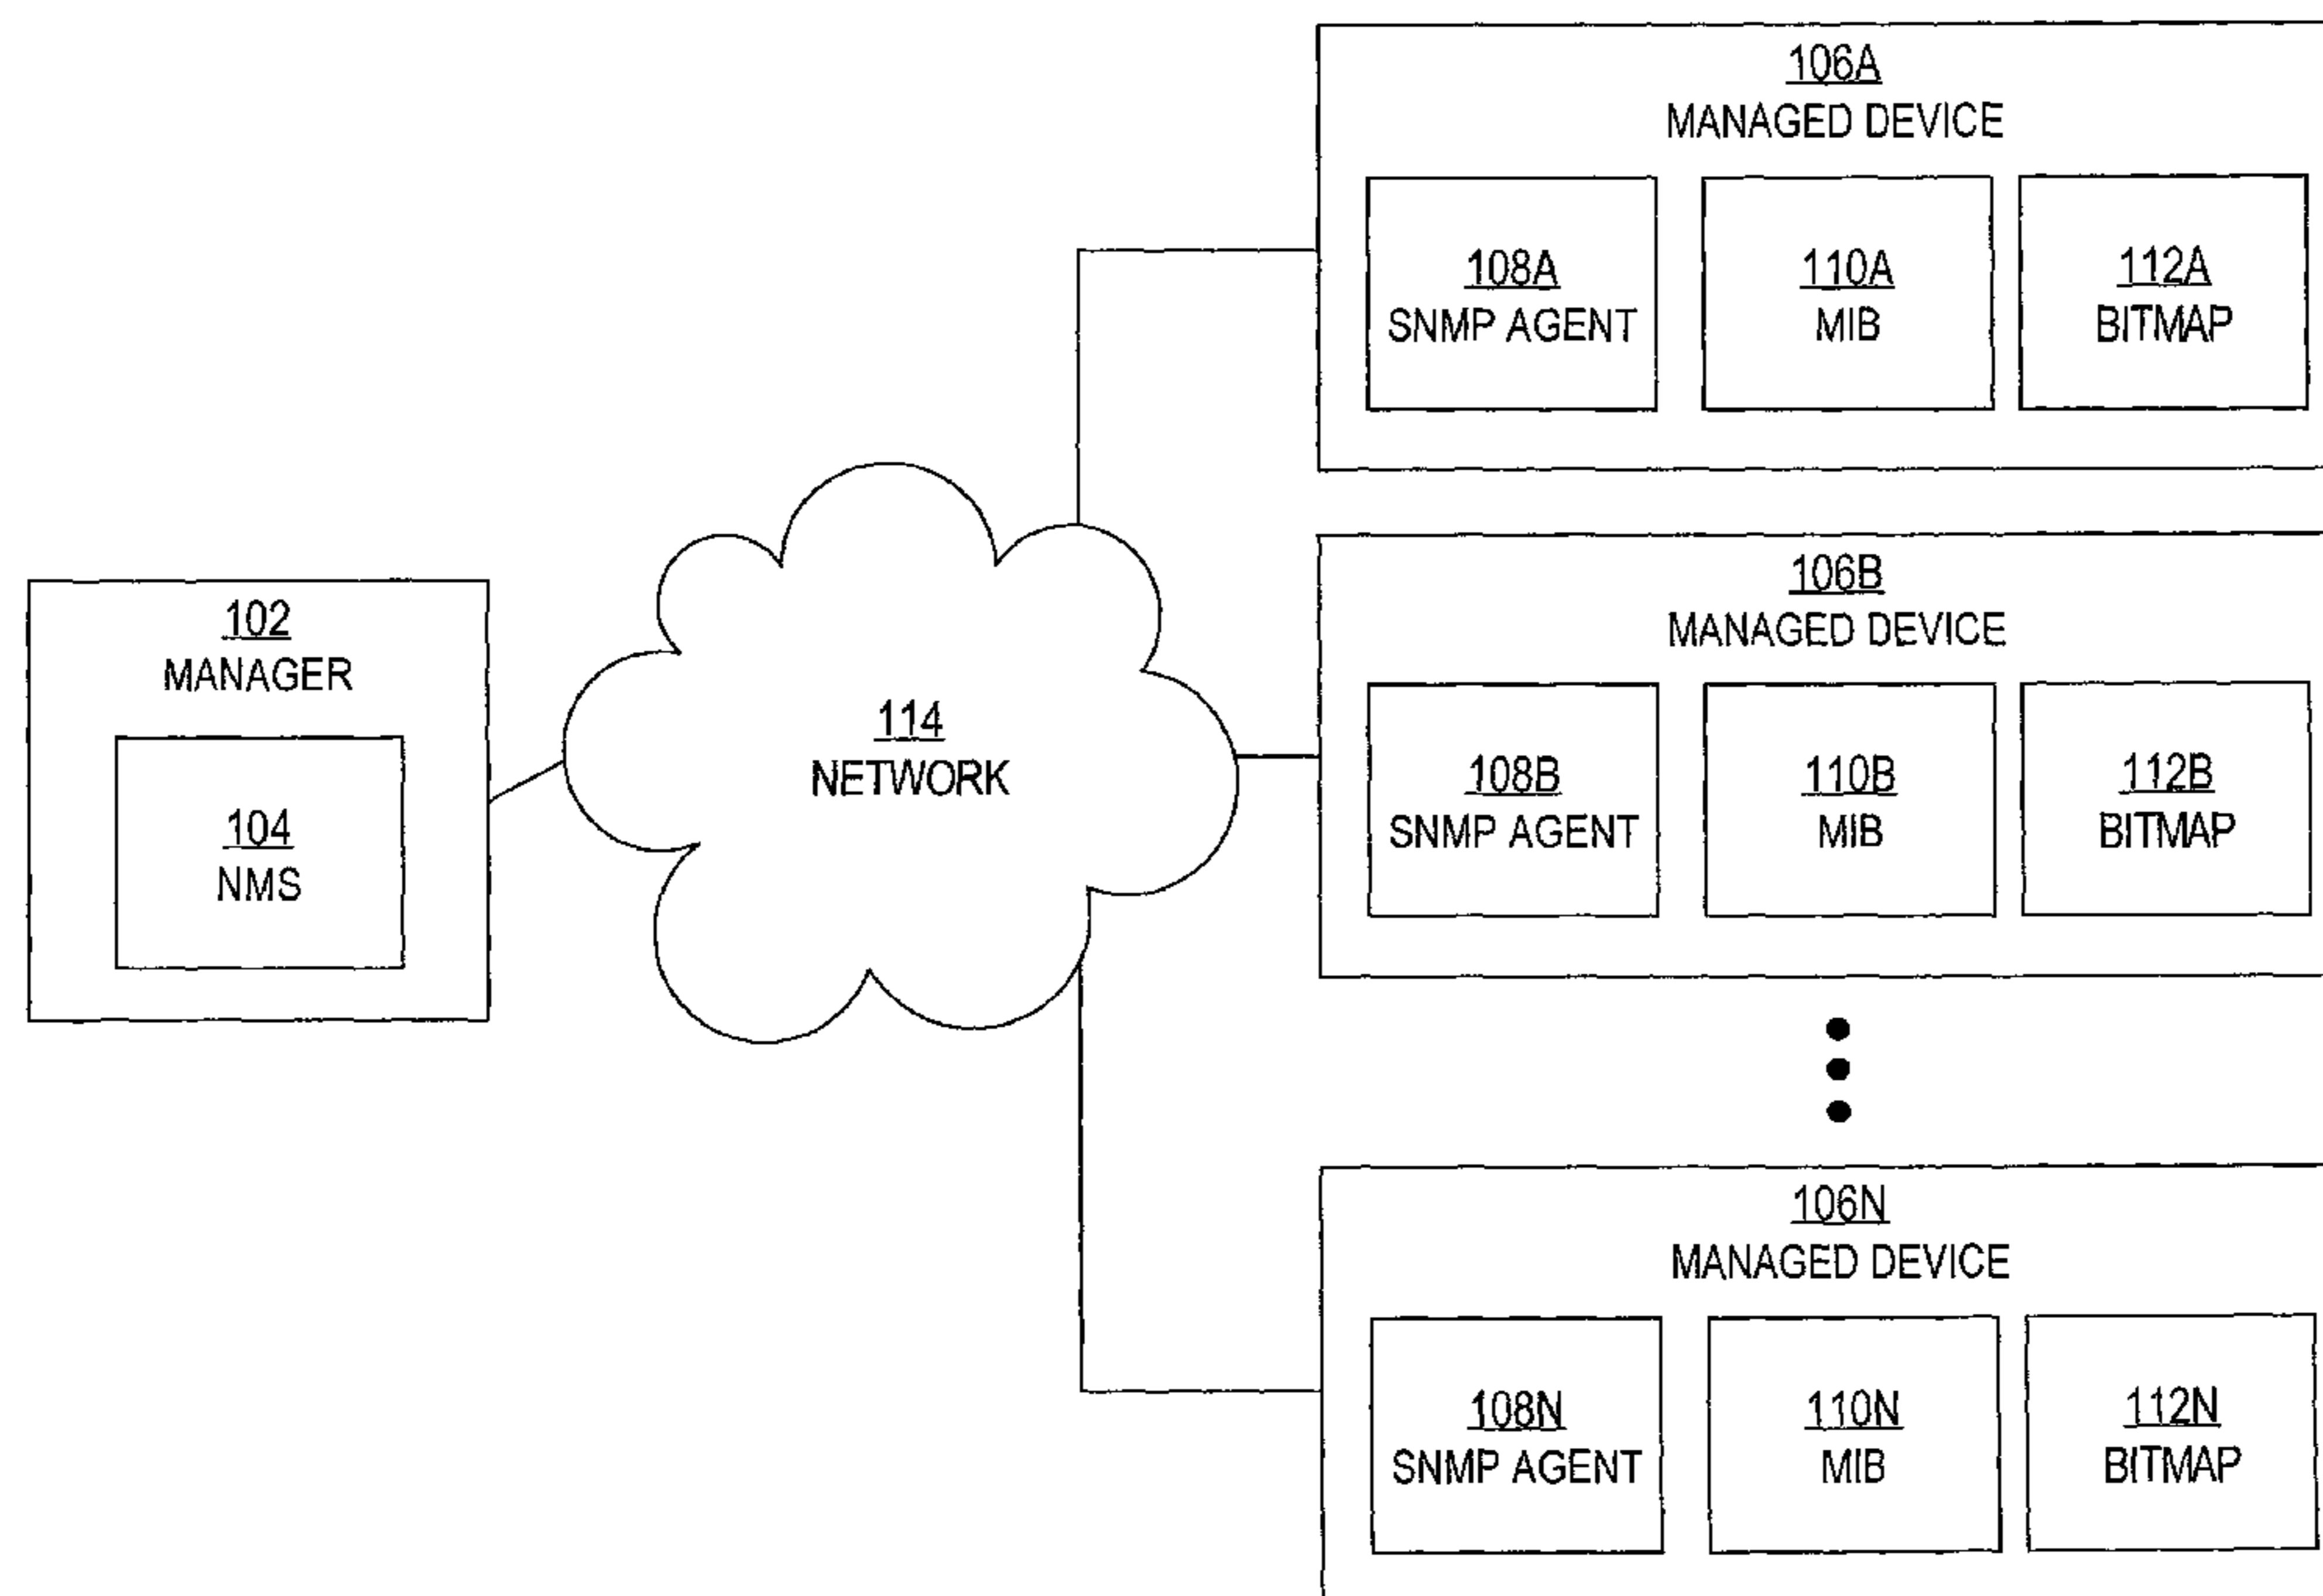 106A
MANAGED DEVICE
108A
SNMP AGENT
110A
MIB
112A
BITMAP
102
MANAGER
104
NMS
114
NETWORK
106B
MANAGED DEVICE
108B
SNMP AGENT
110B
MIB
112B
BITMAP
106N
MANAGED DEVICE
108N
SNMP AGENT
110N
MIB
112N
BITMAP